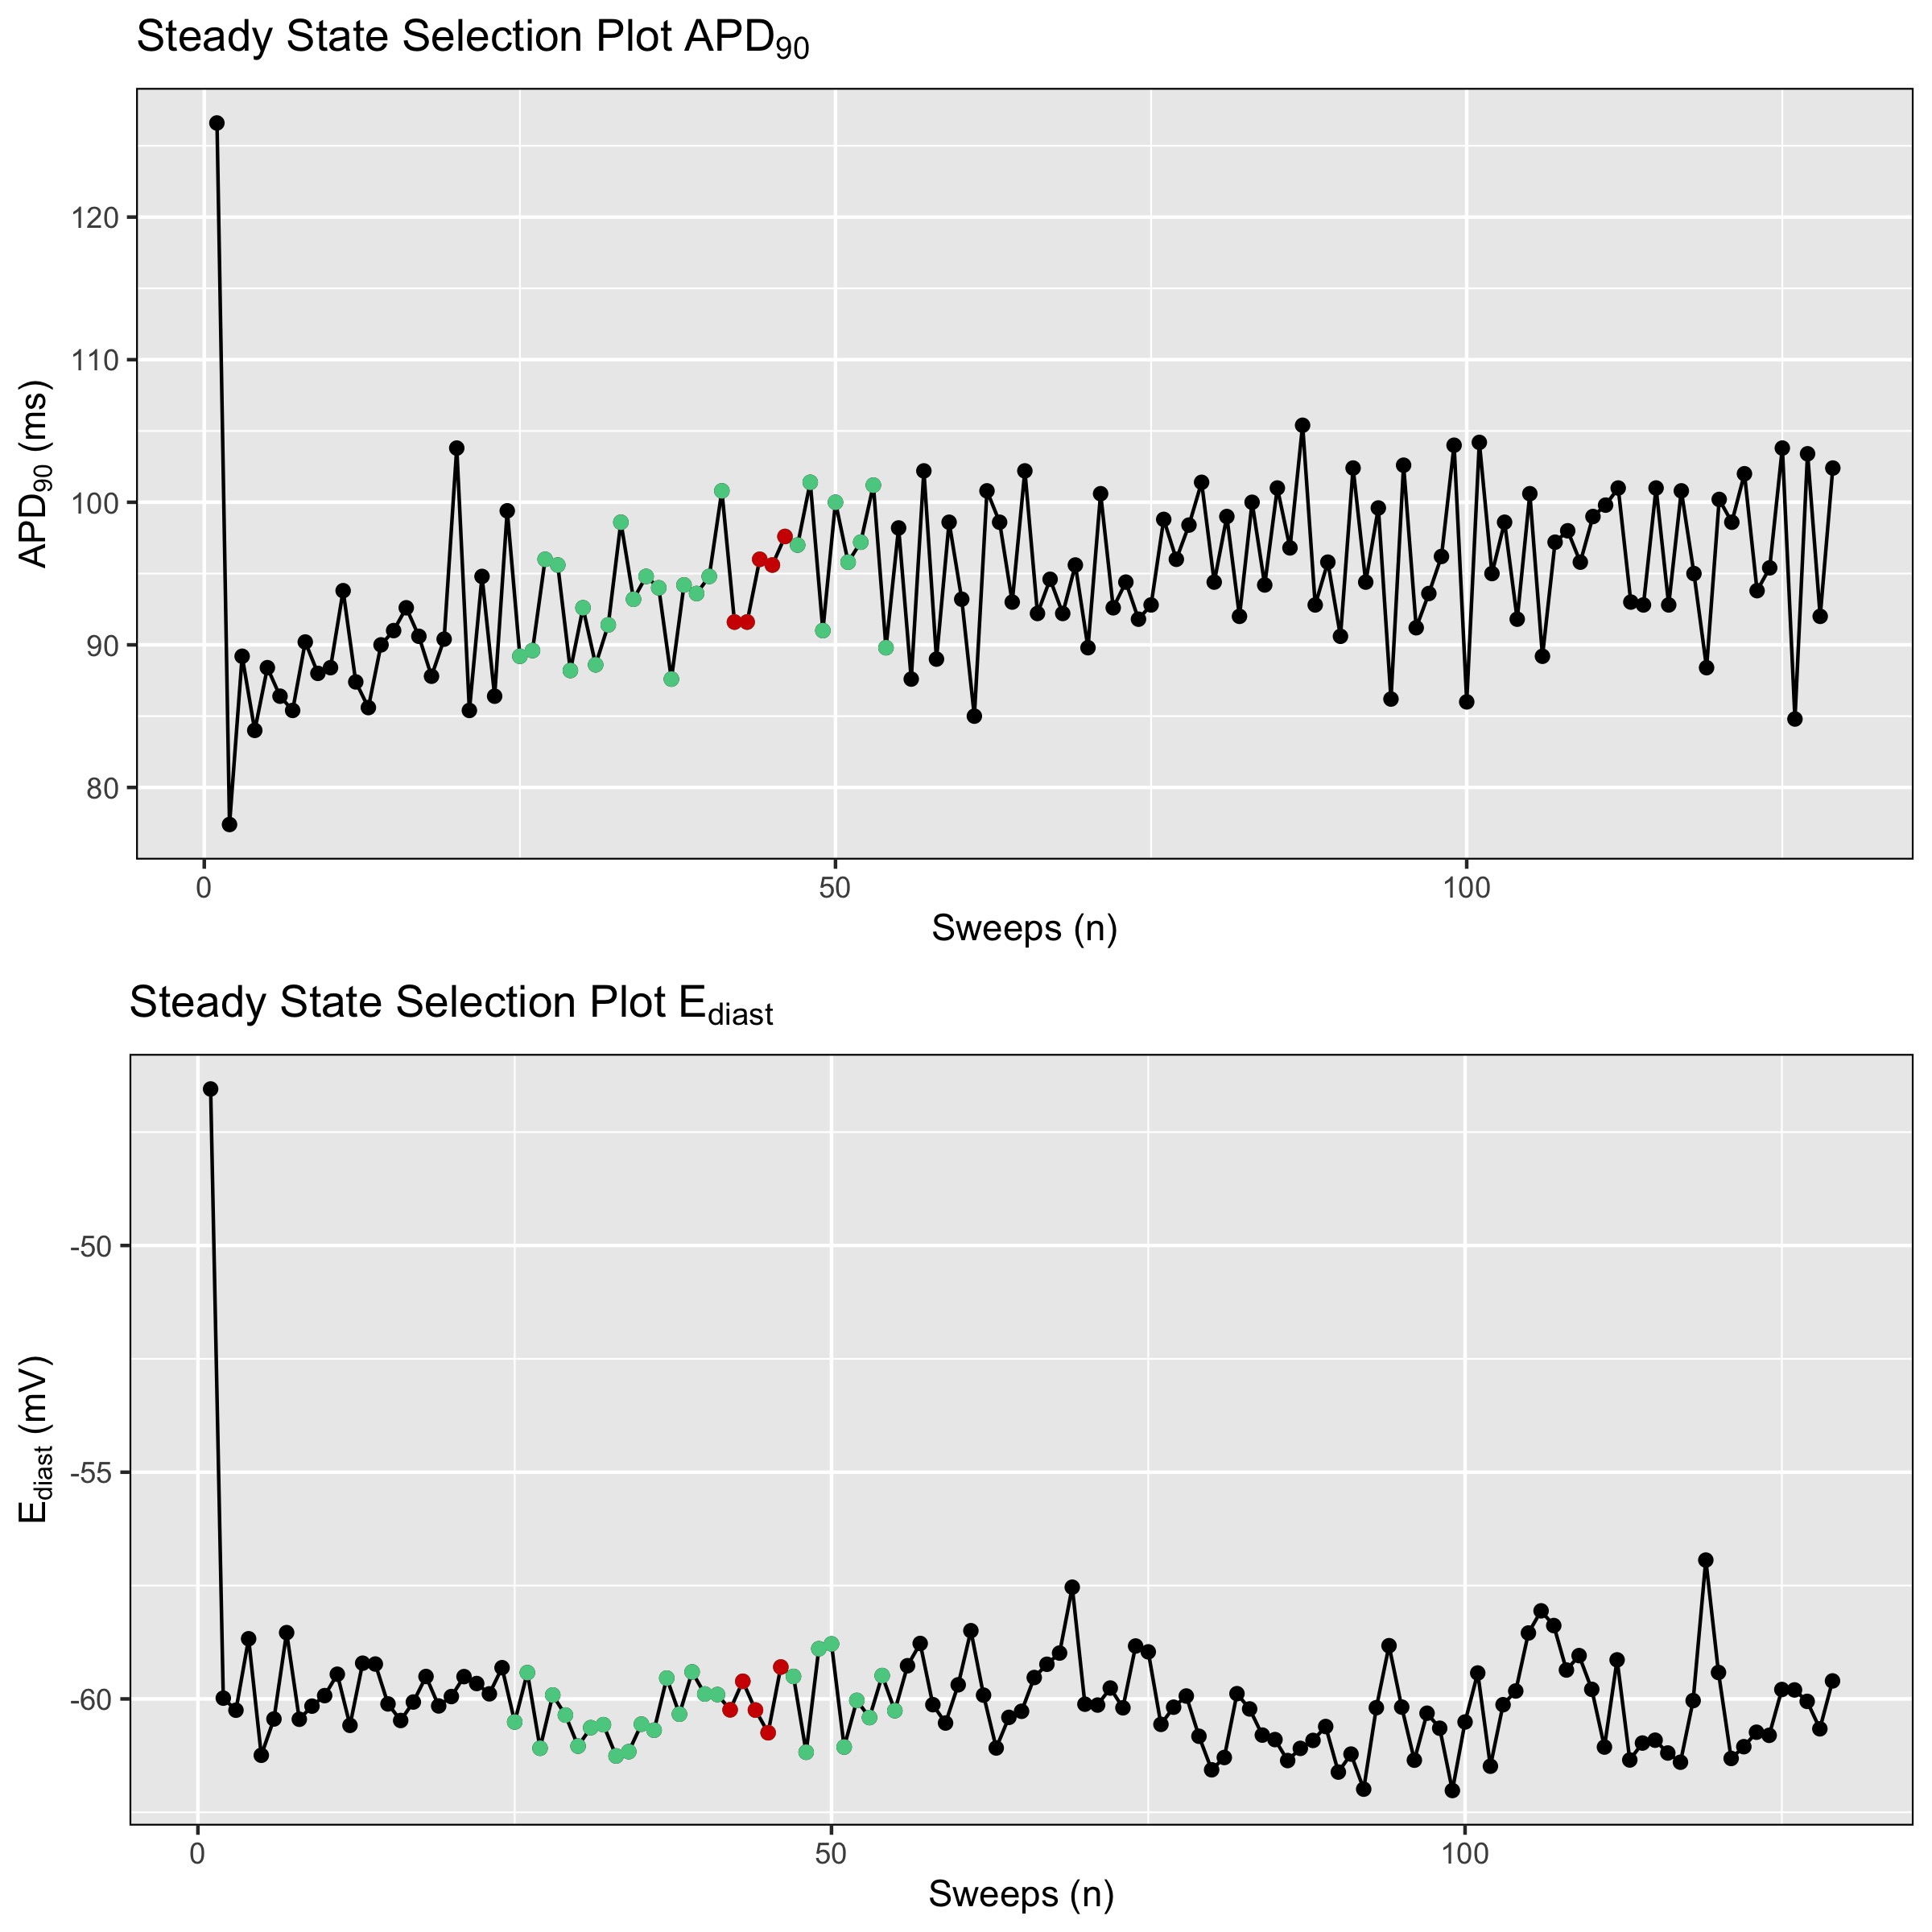 Steady State Selection Plot APD90
120
110
100
90
80
APD90 (ms)
0 50 100
Sweeps (n)
Steady State Selection Plot Ediast
-50
-55
-60
Ediast (mV)
0 50 100
Sweeps (n)